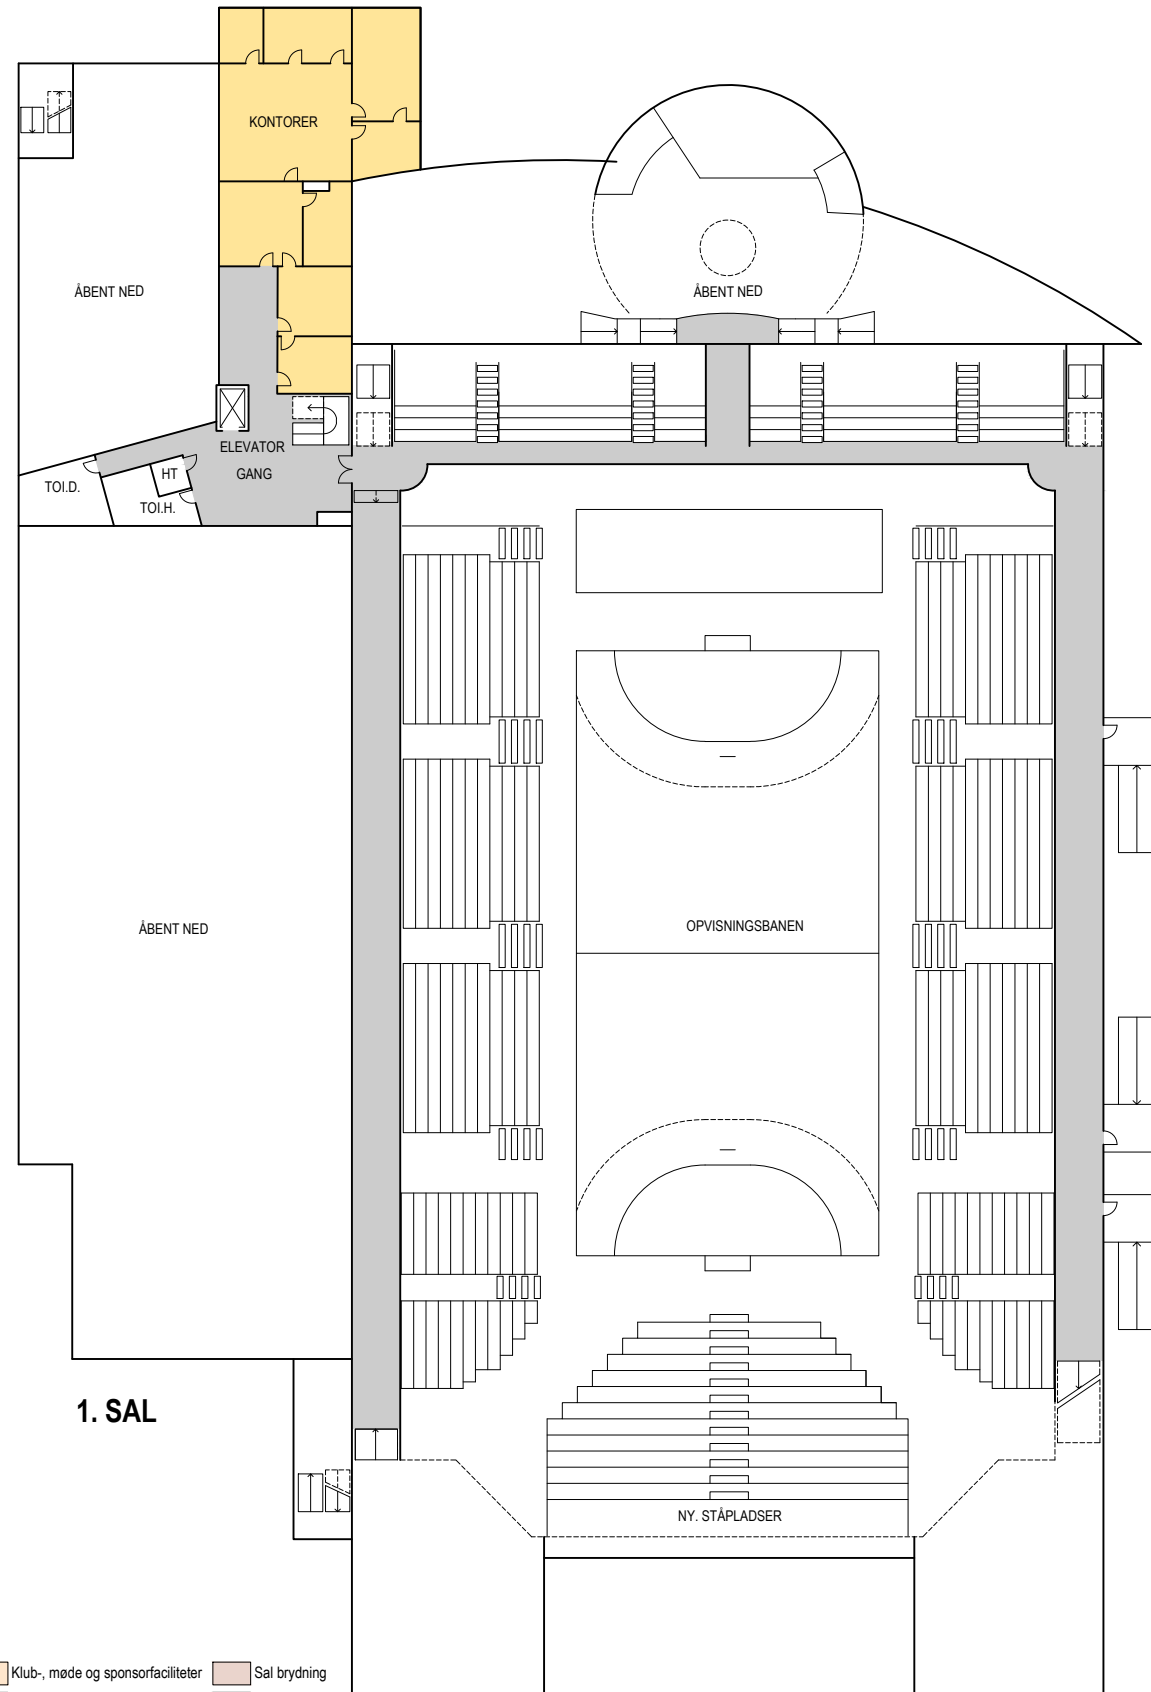 KONTORER
ÅBENT NED
ÅBENT NED
ELEVATOR
GANG
HT
TOI.D.
TOI.H.
ÅBENT NED
OPVISNINGSBANEN
1. SAL
NY. STÅPLADSER
Klub-, møde og sponsorfaciliteter
Sal brydning